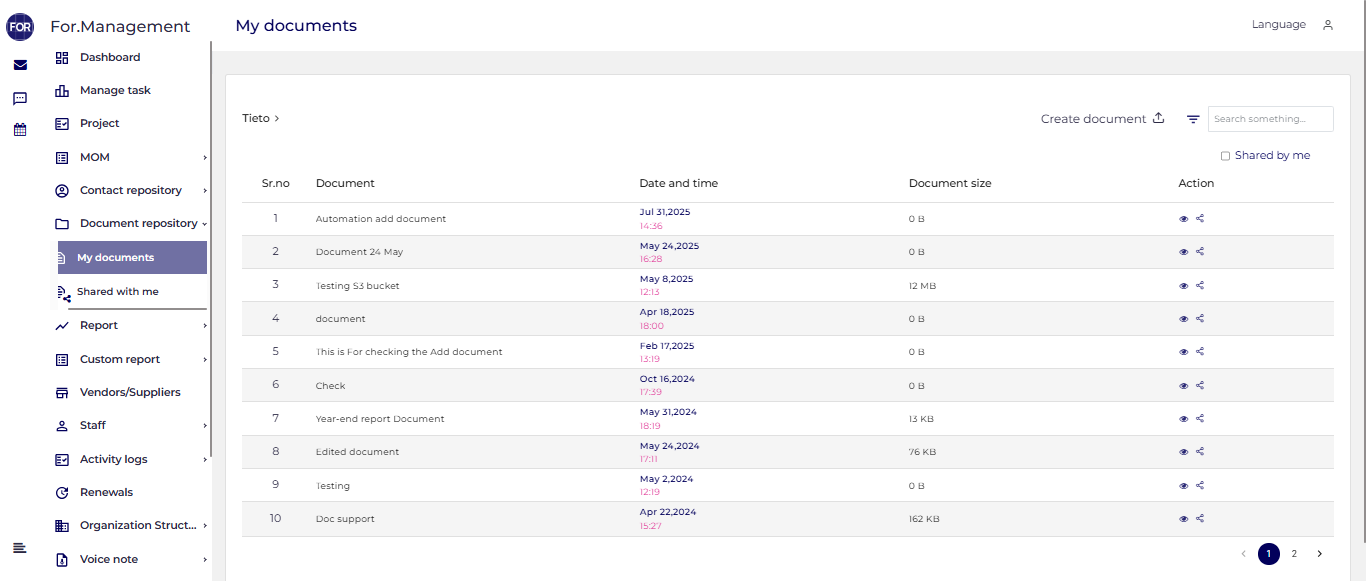 FOR
For.Management
My documents
Language
Dashboard
Manage task
Project
MOM
Contact repository
Document repository
My documents
Shared with me
Report
Custom report
Vendors/Suppliers
Staff
Activity logs
Renewals
Organization Struct...
Voice note
Tieto >
Create document
Search something...
Shared by me
Sr.no Document Date and time Document size Action
1 Automation add document Jul 31,2025 0 B
14:36
2 Document 24 May May 24,2025 0 B
16:28
3 Testing S3 bucket May 8,2025 12 MB
12:13
4 document Apr 18,2025 0 B
18:00
5 This is For checking the Add document Feb 17,2025 0 B
13:19
6 Check Oct 16,2024 0 B
17:39
7 Year-end report Document May 31,2024 13 KB
18:19
8 Edited document May 24,2024 76 KB
17:11
9 Testing May 2,2024 0 B
12:19
10 Doc support Apr 22,2024 162 KB
15:27
< 1 2 >